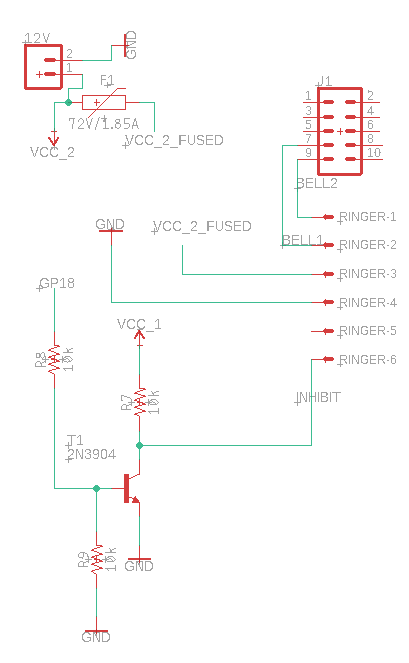 12V
2
GND
1
F1
72V/1.85A
VCC_2
VCC_2_FUSED
J1
1 2
3 4
5 6
7 8
9 10
BELL2
RINGER-1
GND
VCC_2_FUSED
BELL1
RINGER-2
RINGER-3
GP18
RINGER-4
VCC_1
RINGER-5
R8
10k
RINGER-6
R7
10k
INHIBIT
T1
2N3904
R9
10k
GND
GND